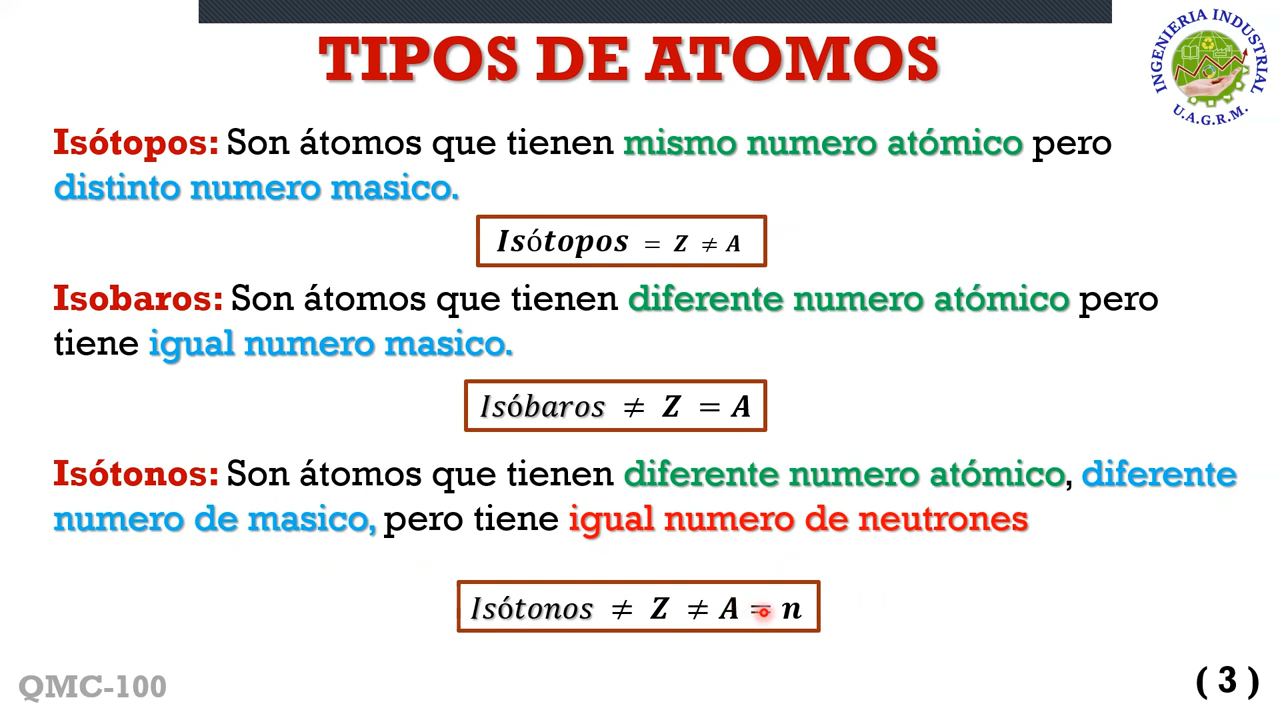 TIPOS DE ATOMOS
INGENIERIA INDUSTRIAL
U.A.G.R.M.
Isótopos: Son átomos que tienen mismo numero atómico pero
distinto numero masico.
Isótopos = Z ≠ A
Isobaros: Son átomos que tienen diferente numero atómico pero
tiene igual numero masico.
Isóbaros ≠ Z = A
Isótonos: Son átomos que tienen diferente numero atómico, diferente
numero de masico, pero tiene igual numero de neutrones
Isótonos ≠ Z ≠ A = n
QMC-100
( 3 )